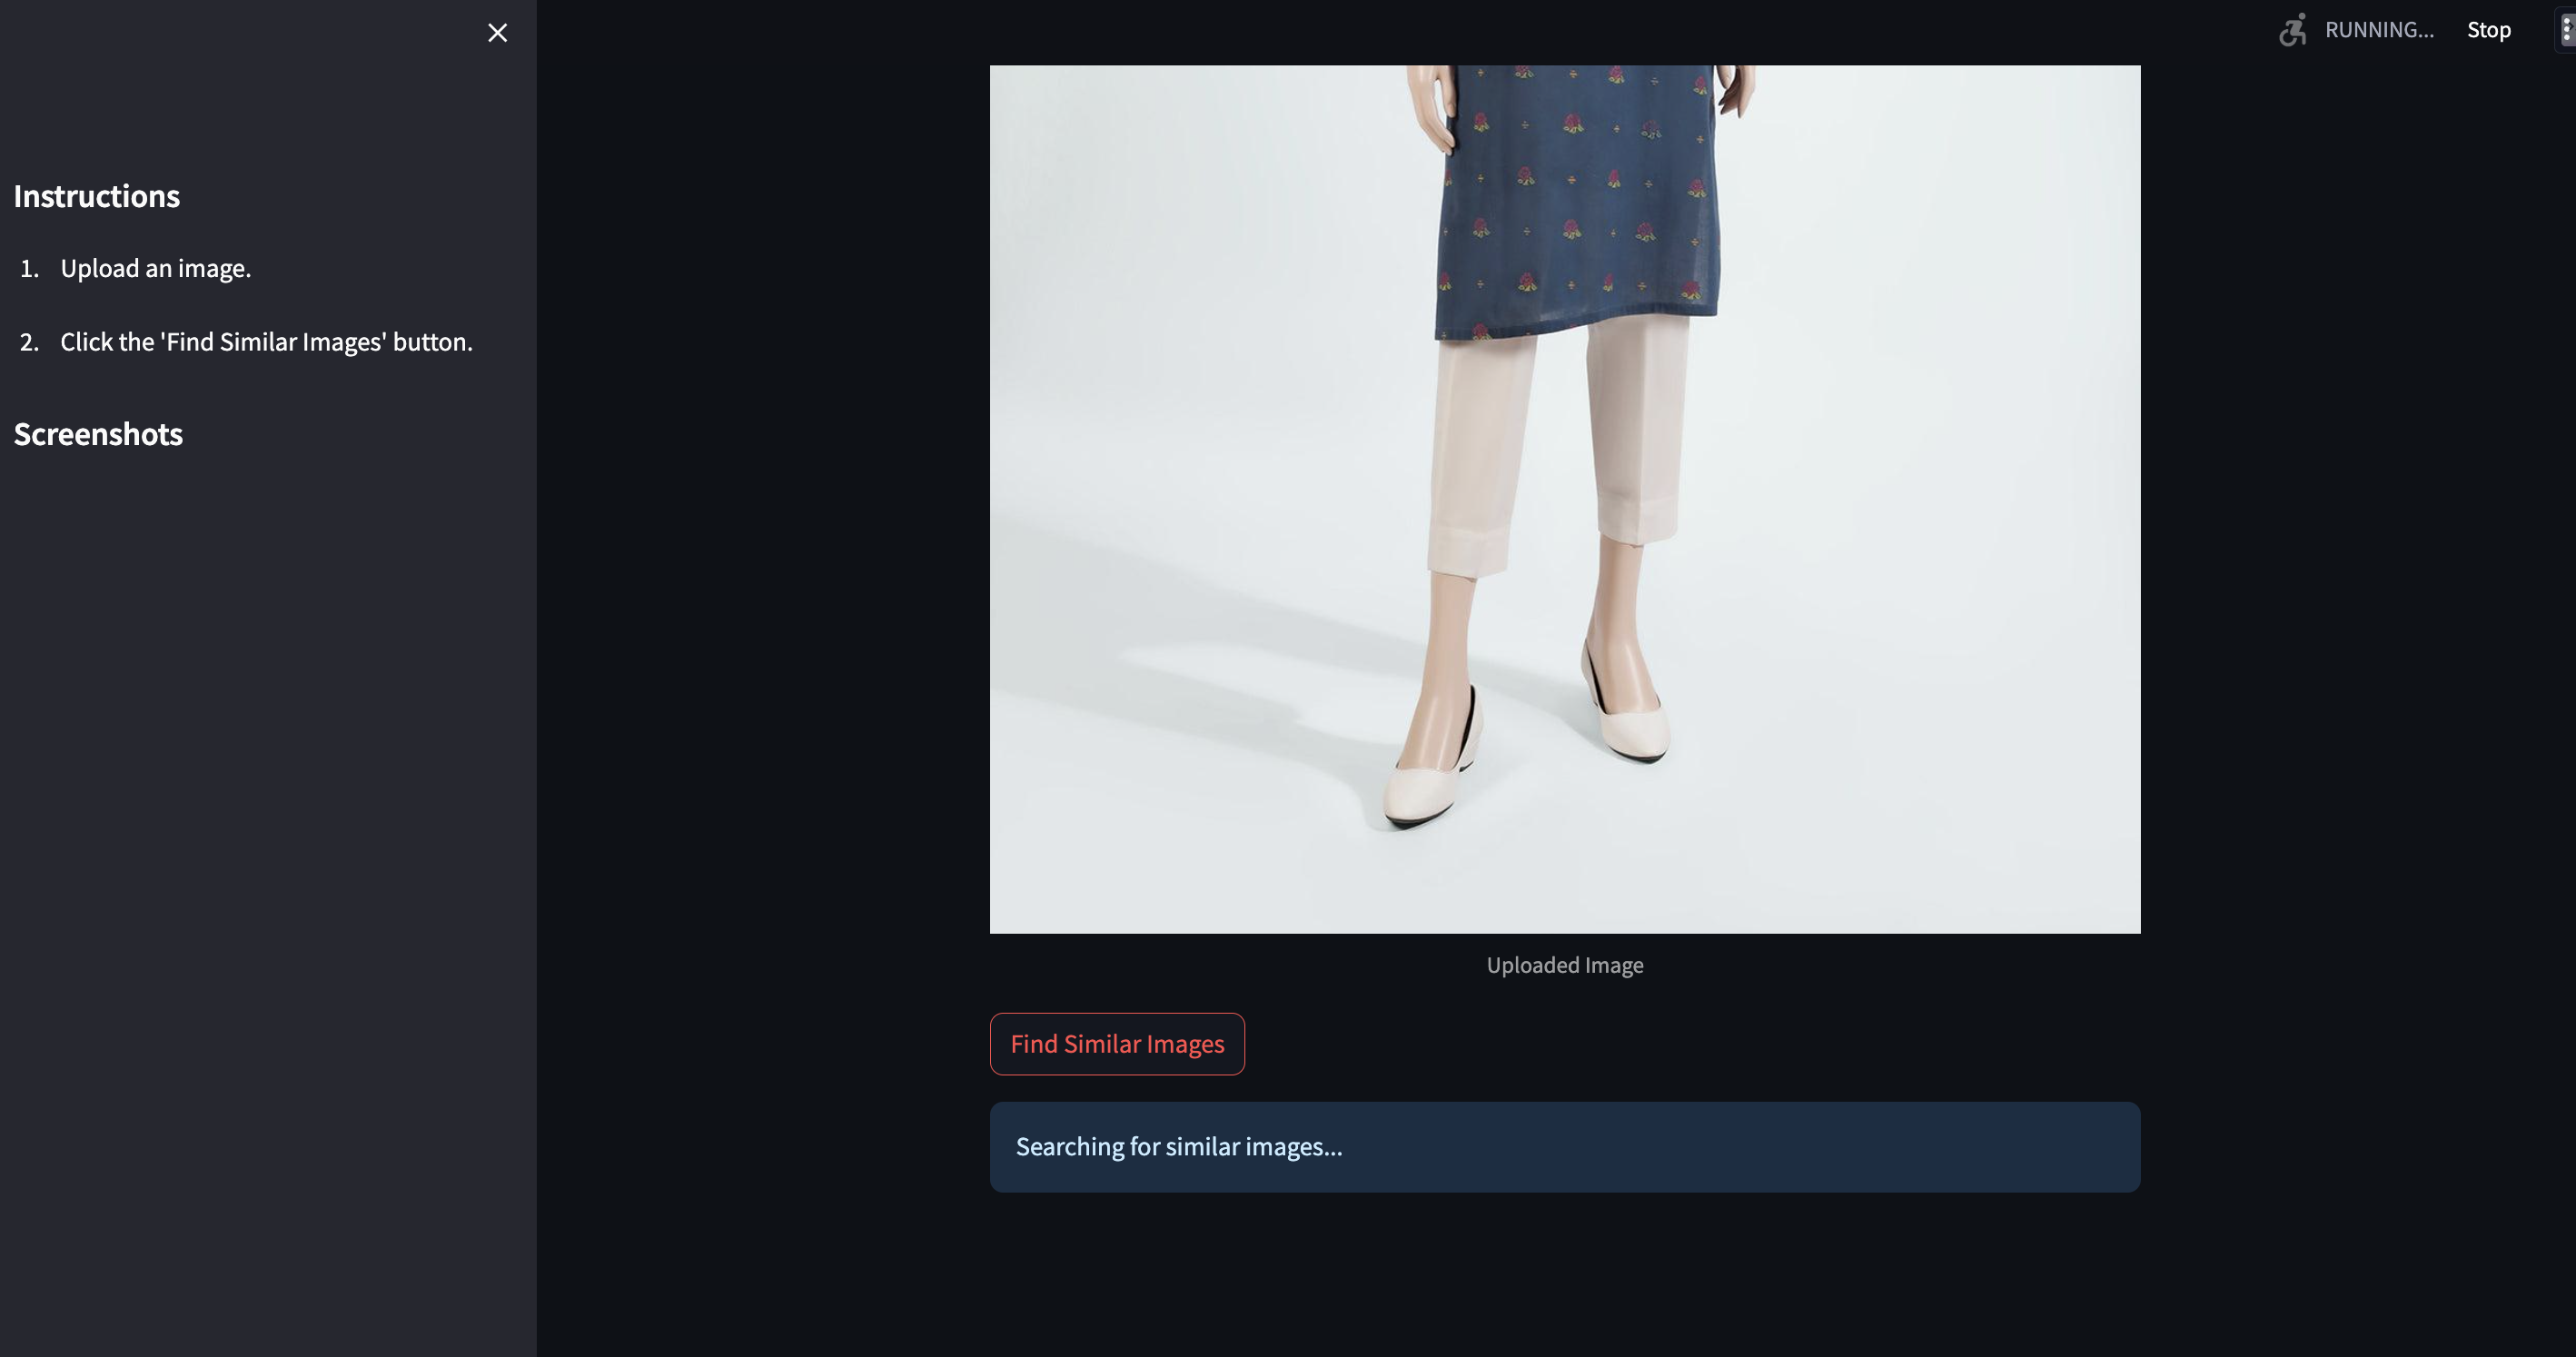 RUNNING...
Stop
Instructions
1. Upload an image.
2. Click the 'Find Similar Images' button.
Screenshots
Uploaded Image
Find Similar Images
Searching for similar images...